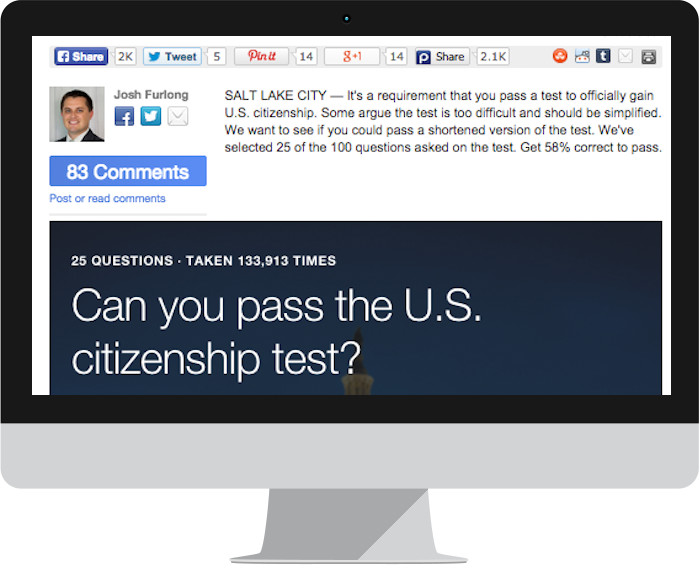 Share 2K Tweet 5 Pin it 14 g+1 14 Share 2.1K
Josh Furlong
83 Comments
Post or read comments
SALT LAKE CITY — It's a requirement that you pass a test to officially gain
U.S. citizenship. Some argue the test is too difficult and should be simplified.
We want to see if you could pass a shortened version of the test. We've
selected 25 of the 100 questions asked on the test. Get 58% correct to pass.
25 QUESTIONS · TAKEN 133,913 TIMES
Can you pass the U.S.
citizenship test?